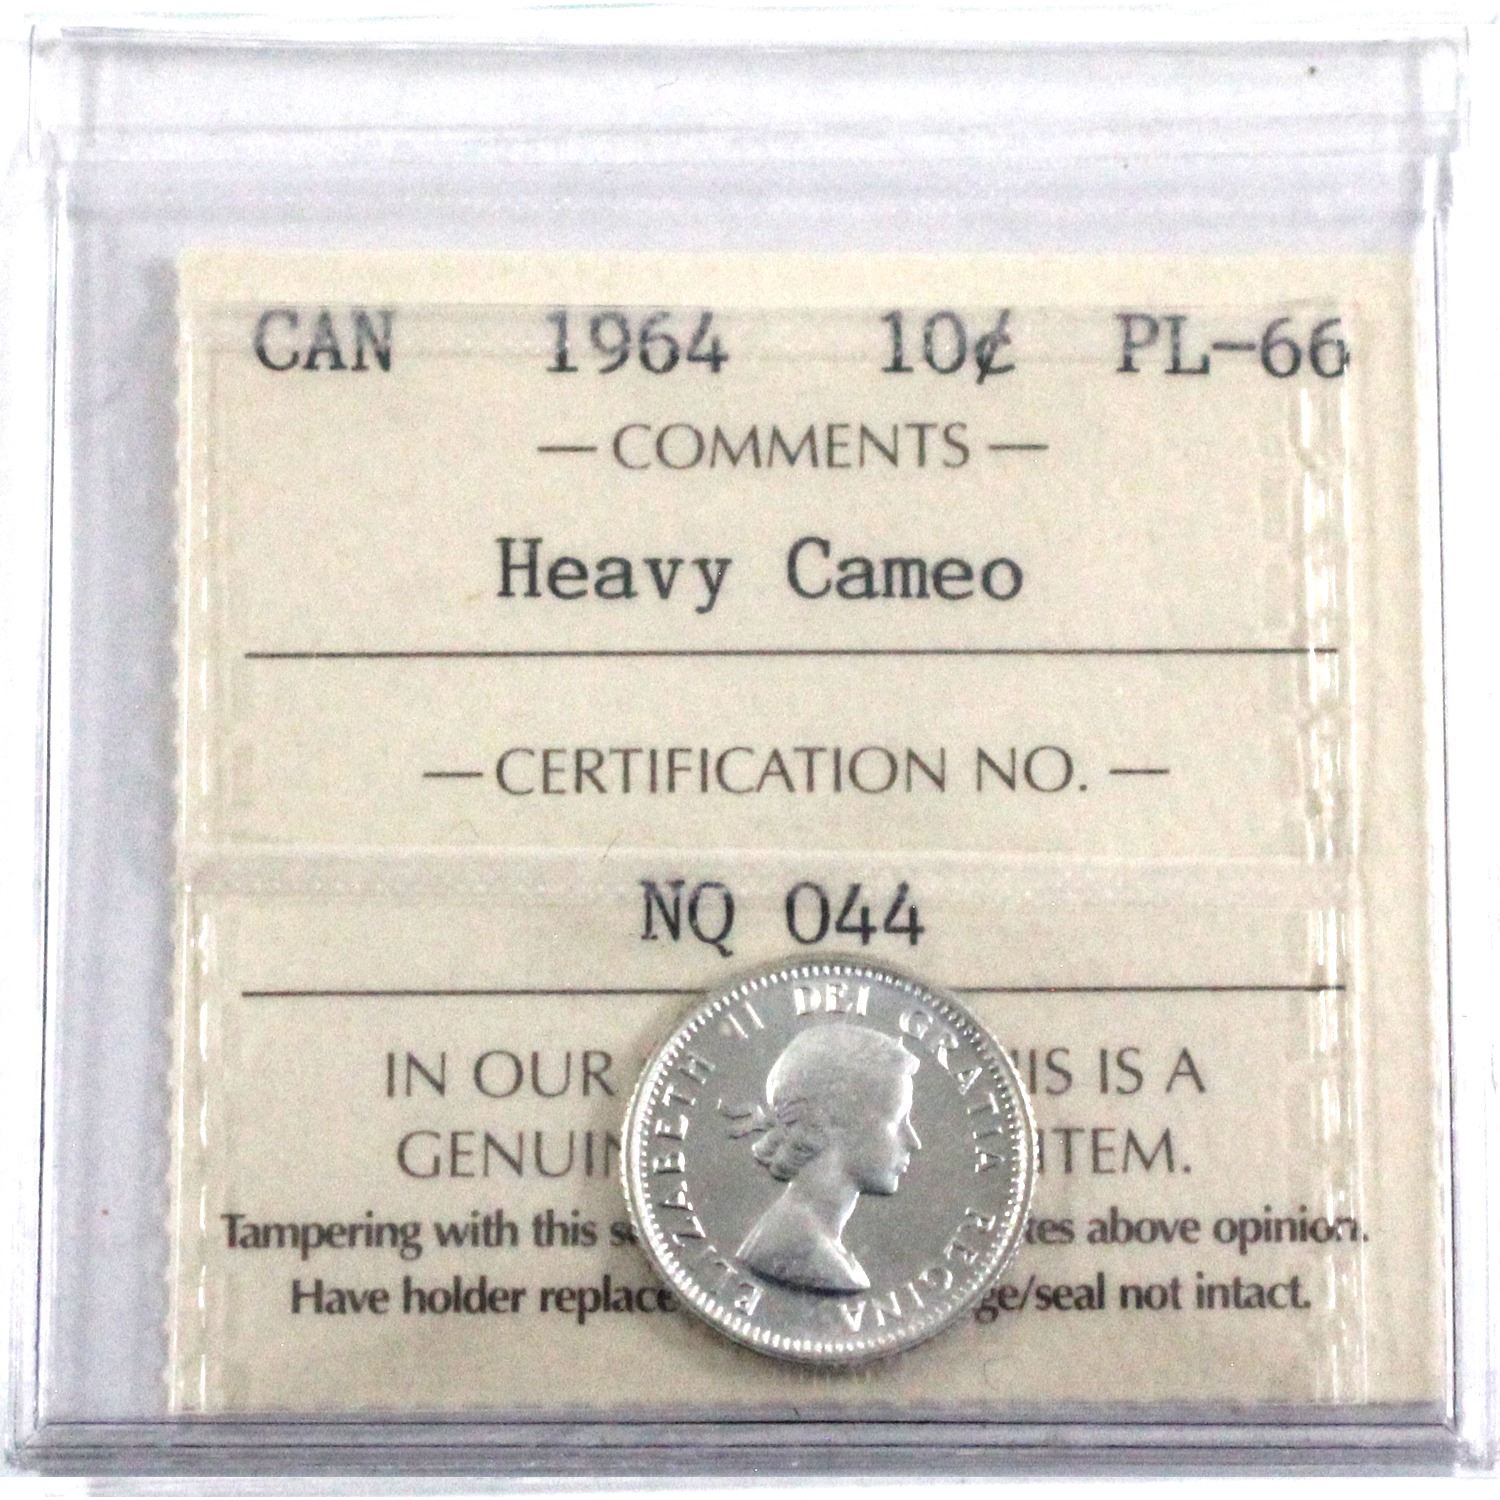 CAN 1964 10¢ PL-66
— COMMENTS —
Heavy Cameo
— CERTIFICATION NO. —
NQ 044
IN OUR IS IS A
GENUIN ITEM.
Tampering with this s tes above opinion.
Have holder replace ge/seal not intact.
ELIZABETH II DEI GRATIA REGINA